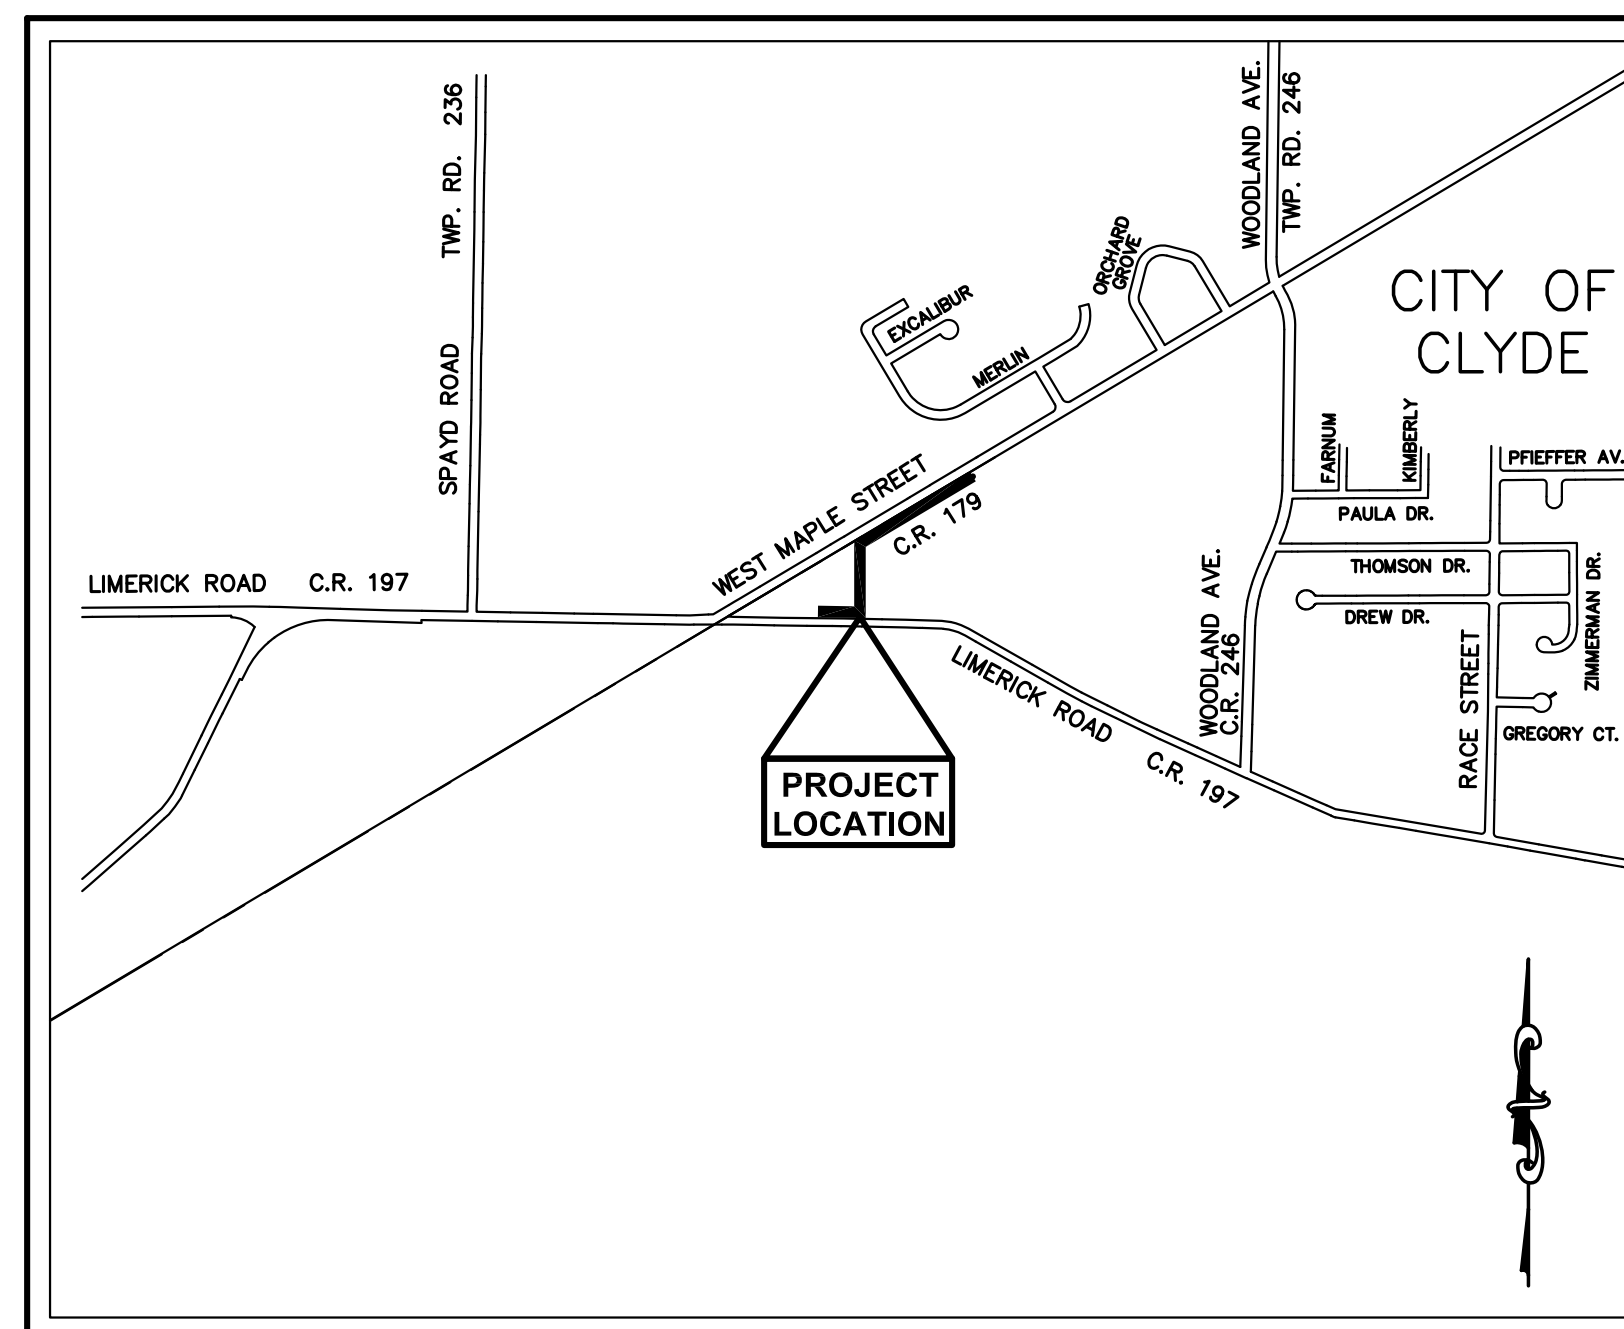 SPAYD ROAD TWP. RD. 236
WOODLAND AVE.
TWP. RD. 246
CITY OF
CLYDE
ORCHARD
GROVE
EXCALIBUR
MERLIN
WEST MAPLE STREET
C.R. 179
LIMERICK ROAD C.R. 197
FARNUM
KIMBERLY
PFIEFFER AV.
PAULA DR.
THOMSON DR.
DREW DR.
ZIMMERMAN DR.
WOODLAND AVE.
C.R. 246
RACE STREET
GREGORY CT.
LIMERICK ROAD C.R. 197
PROJECT
LOCATION